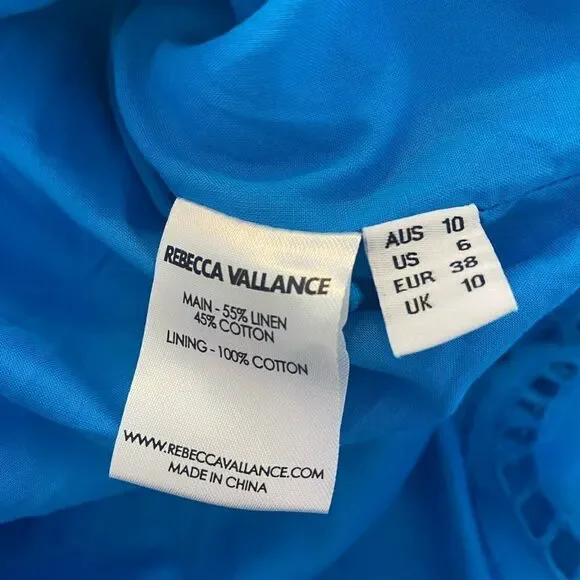 REBECCA VALLANCE
MAIN - 55% LINEN
45% COTTON
LINING - 100% COTTON
WWW.REBECCAVALLANCE.COM
MADE IN CHINA
AUS 10
US 6
EUR 38
UK 10